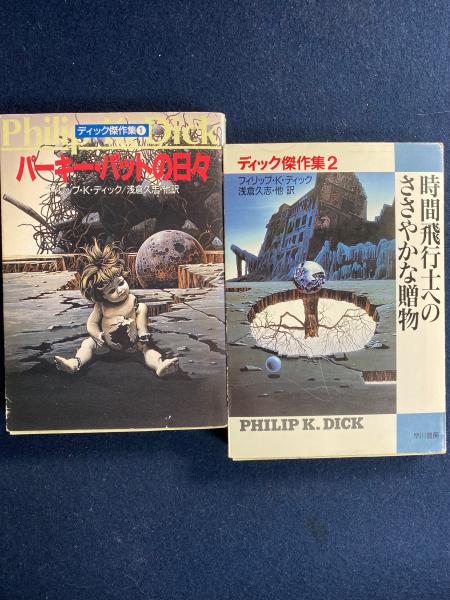 Philip K. Dick
ディック傑作集1
パーキー・パットの日々
フィリップ・K・ディック/浅倉久志・他 訳
ディック傑作集2
フィリップ・K・ディック
浅倉久志・他 訳
時間飛行士への
ささやかな贈物
PHILIP K. DICK
早川書房